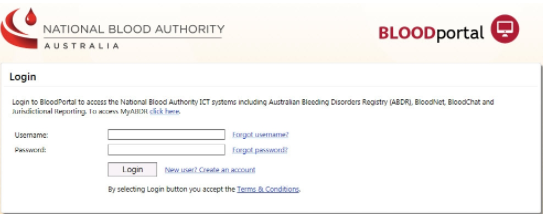 NATIONAL BLOOD AUTHORITY
AUSTRALIA
BLOODportal
Login
Login to BloodPortal to access the National Blood Authority ICT systems including Australian Bleeding Disorders Registry (ABDR), BloodNet, BloodChat and
Jurisdictional Reporting. To access MyABDR click here.
Username: Forgot username?
Password: Forgot password?
Login New user? Create an account
By selecting Login button you accept the Terms & Conditions.